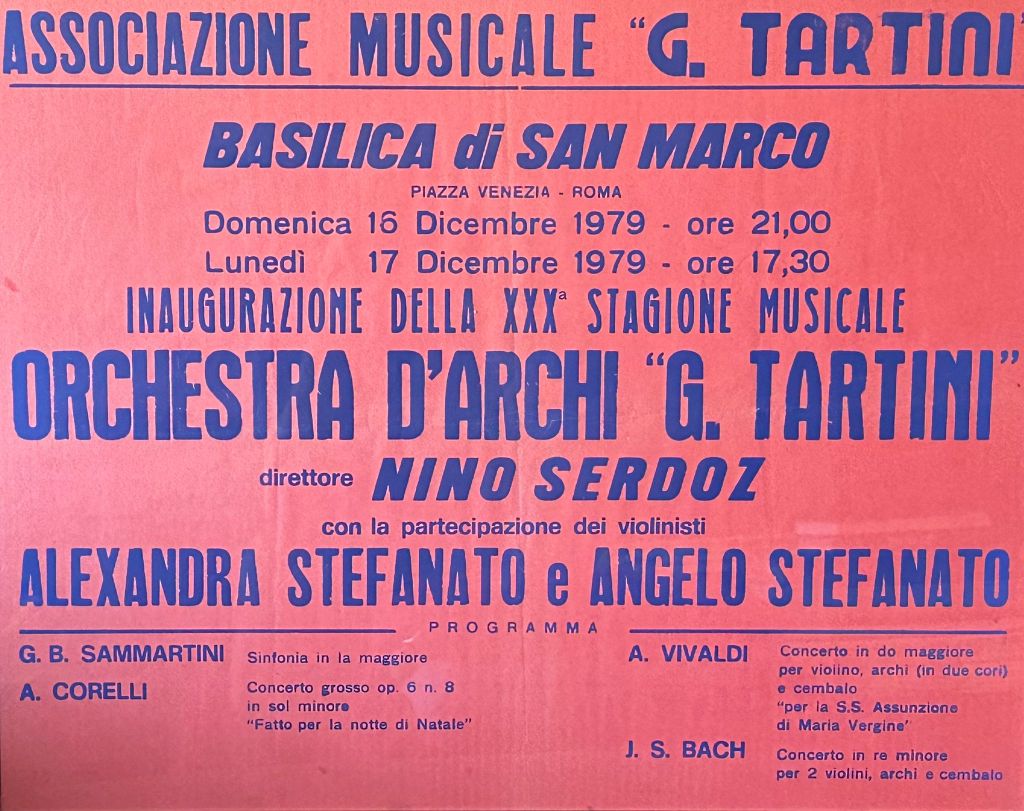 ASSOCIAZIONE MUSICALE "G. TARTINI"
BASILICA di SAN MARCO
PIAZZA VENEZIA - ROMA
Domenica 16 Dicembre 1979 - ore 21,00
Lunedì 17 Dicembre 1979 - ore 17,30
INAUGURAZIONE DELLA XXXª STAGIONE MUSICALE
ORCHESTRA D'ARCHI "G. TARTINI"
direttore NINO SERDOZ
con la partecipazione dei violinisti
ALEXANDRA STEFANATO e ANGELO STEFANATO
PROGRAMMA
G. B. SAMMARTINI Sinfonia in la maggiore
A. CORELLI Concerto grosso op. 6 n. 8
in sol minore
"Fatto per la notte di Natale"
A. VIVALDI Concerto in do maggiore
per violino, archi (in due cori)
e cembalo
"per la S.S. Assunzione
di Maria Vergine"
J. S. BACH Concerto in re minore
per 2 violini, archi e cembalo